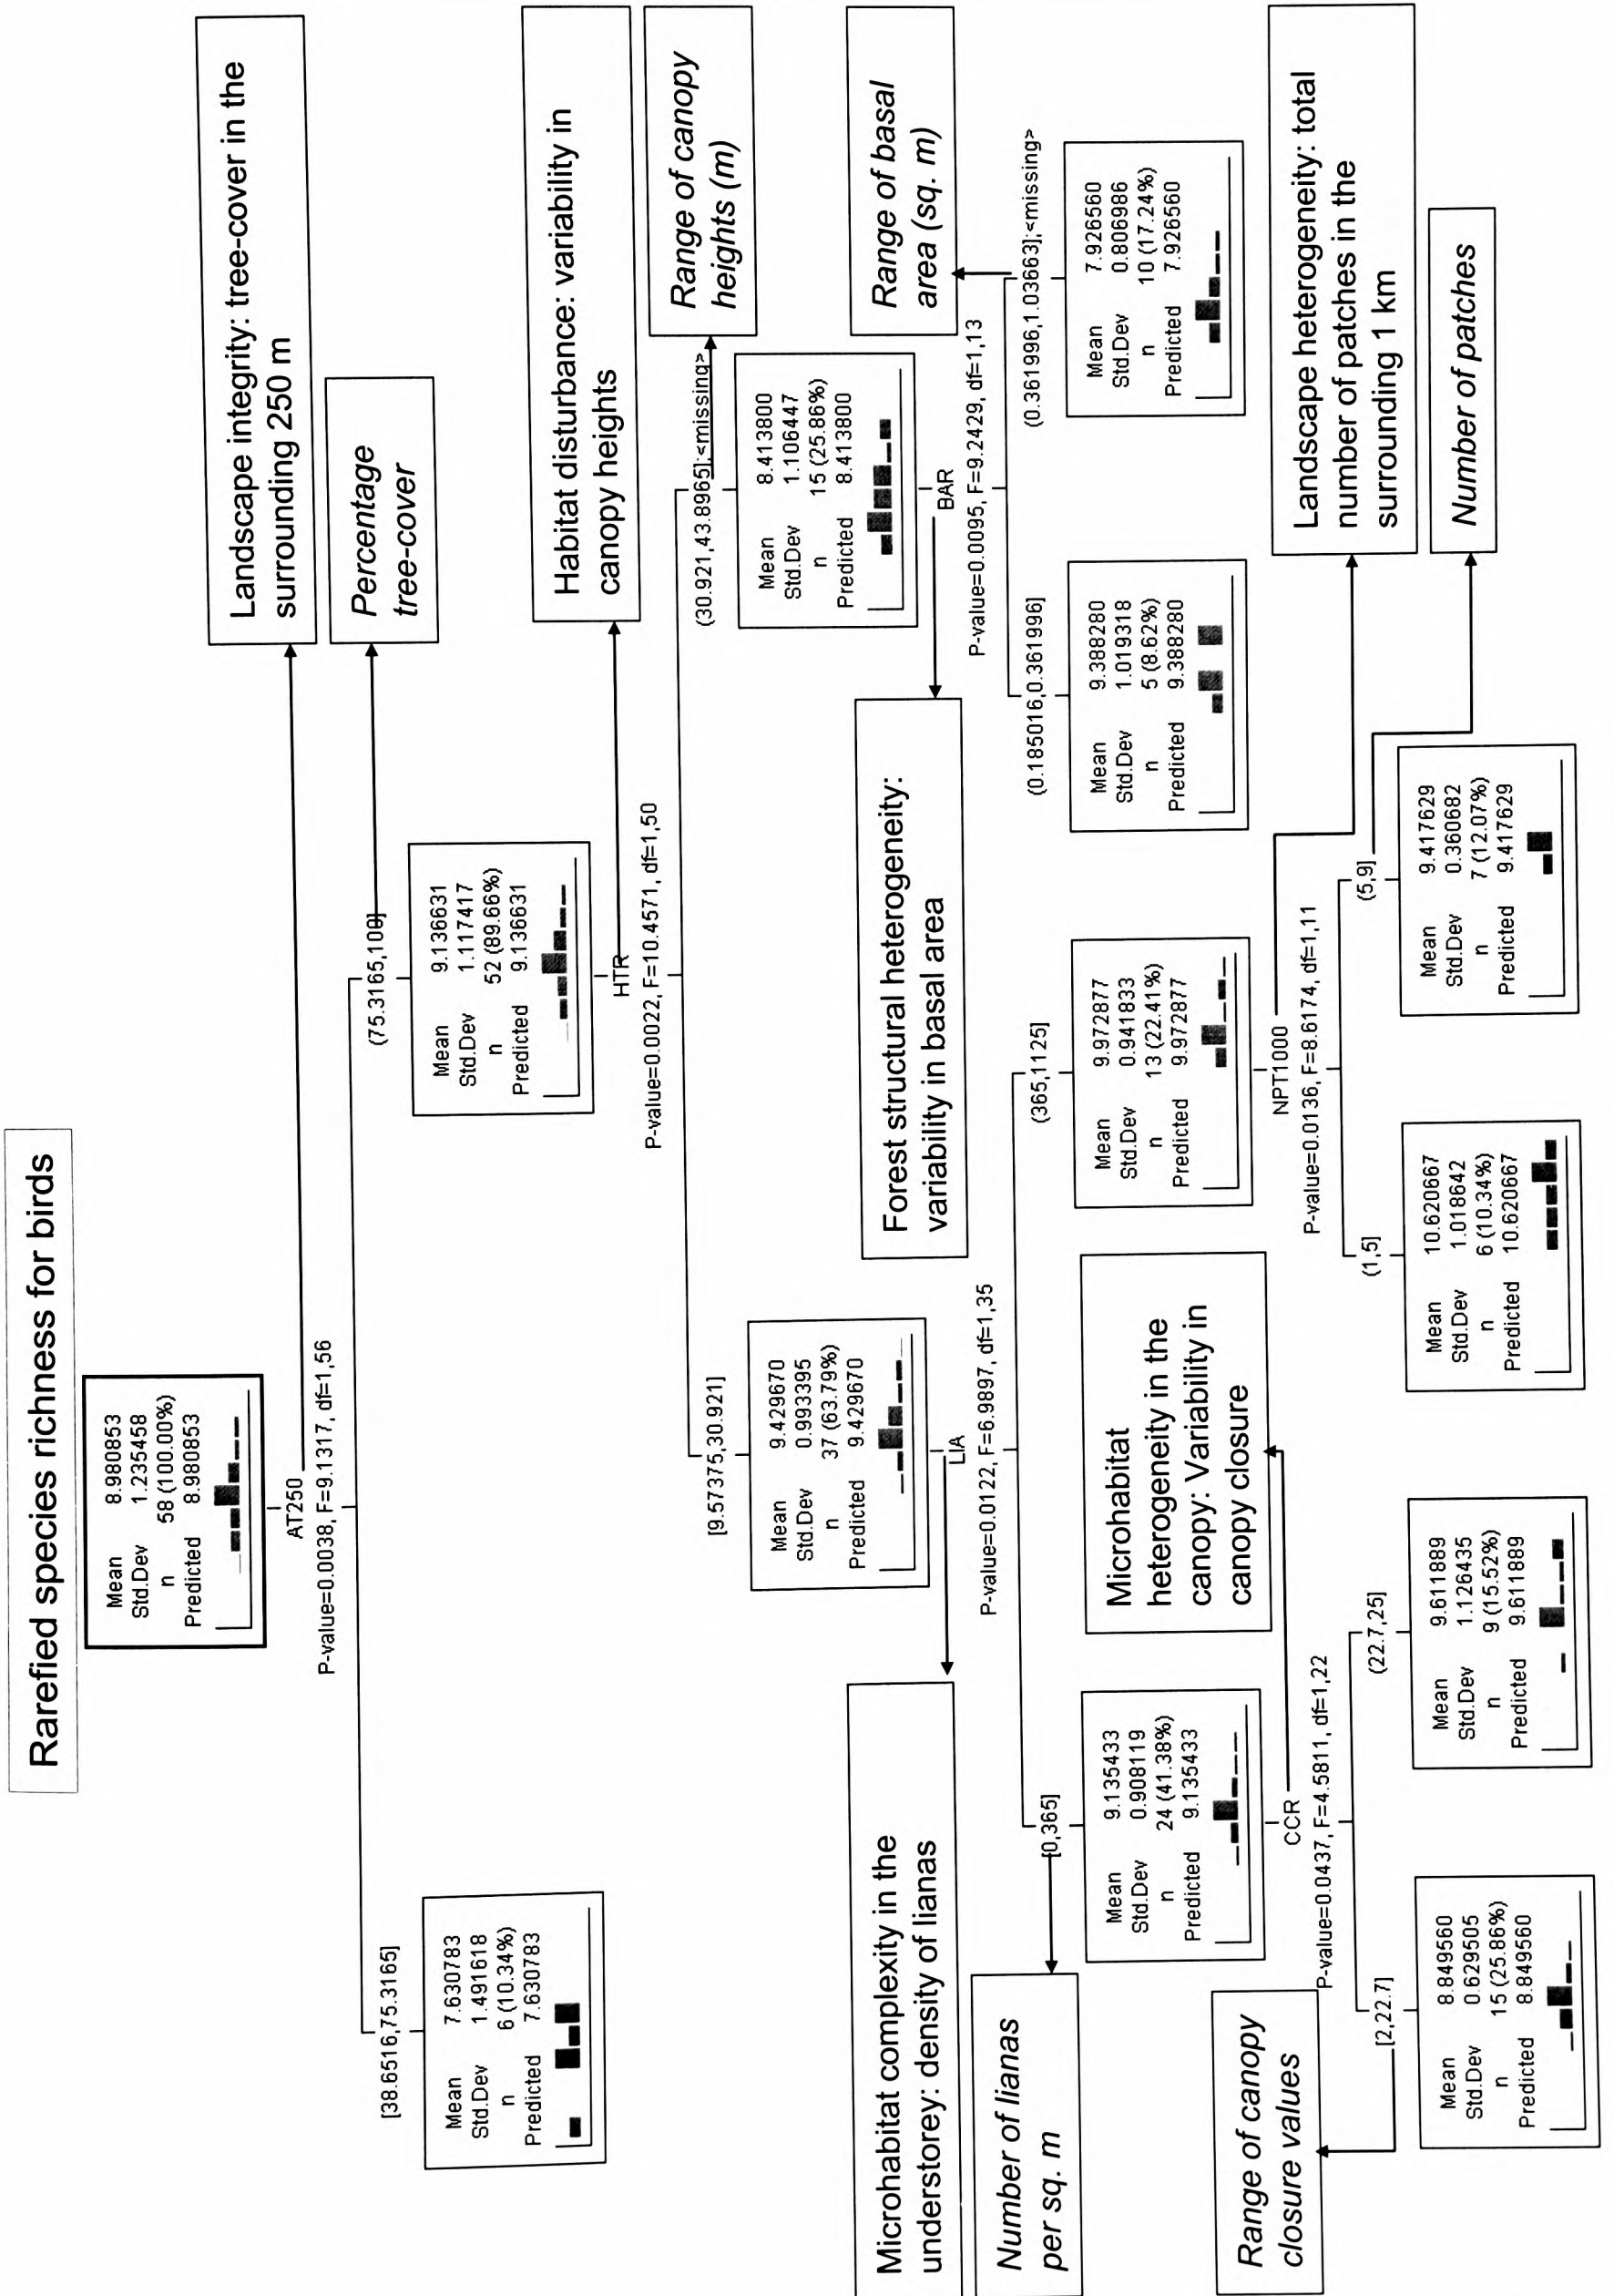 Rarefied species richness for birds
Mean 8.980853
Std.Dev 1.235458
n 58 (100.00%)
Predicted 8.980853
AT250
P-value=0.0038, F=9.1317, df=1,56
Landscape integrity: tree-cover in the
surrounding 250 m
Percentage
tree-cover
[38.6516,75.3165]
Mean 7.630783
Std.Dev 1.491618
n 6 (10.34%)
Predicted 7.630783
(75.3165,100]
Mean 9.136631
Std.Dev 1.117417
n 52 (89.66%)
Predicted 9.136631
HTR
P-value=0.0022, F=10.4571, df=1,50
Habitat disturbance: variability in
canopy heights
Range of canopy
heights (m)
[9.57375,30.921]
Mean 9.429670
Std.Dev 0.993395
n 37 (63.79%)
Predicted 9.429670
LIA
P-value=0.0122, F=6.9897, df=1,35
(30.921,43.8965];<missing>
Mean 8.413800
Std.Dev 1.106447
n 15 (25.86%)
Predicted 8.413800
BAR
P-value=0.0095, F=9.2429, df=1,13
Microhabitat complexity in the
understorey: density of lianas
Number of lianas
per sq. m
Forest structural heterogeneity:
variability in basal area
Range of basal
area (sq. m)
[0,365]
Mean 9.135433
Std.Dev 0.908119
n 24 (41.38%)
Predicted 9.135433
CCR
P-value=0.0437, F=4.5811, df=1,22
Microhabitat
heterogeneity in the
canopy: Variability in
canopy closure
(365,1125]
Mean 9.972877
Std.Dev 0.941833
n 13 (22.41%)
Predicted 9.972877
NPT1000
P-value=0.0136, F=8.6174, df=1,11
(0.185016,0.361996]
Mean 9.388280
Std.Dev 1.019318
n 5 (8.62%)
Predicted 9.388280
(0.361996,1.03663];<missing>
Mean 7.926560
Std.Dev 0.806986
n 10 (17.24%)
Predicted 7.926560
Range of canopy
closure values
Landscape heterogeneity: total
number of patches in the
surrounding 1 km
Number of patches
[2,22.7]
Mean 8.849560
Std.Dev 0.629505
n 15 (25.86%)
Predicted 8.849560
(22.7,25]
Mean 9.611889
Std.Dev 1.126435
n 9 (15.52%)
Predicted 9.611889
(1,5]
Mean 10.620667
Std.Dev 1.018642
n 6 (10.34%)
Predicted 10.620667
(5,9]
Mean 9.417629
Std.Dev 0.360682
n 7 (12.07%)
Predicted 9.417629